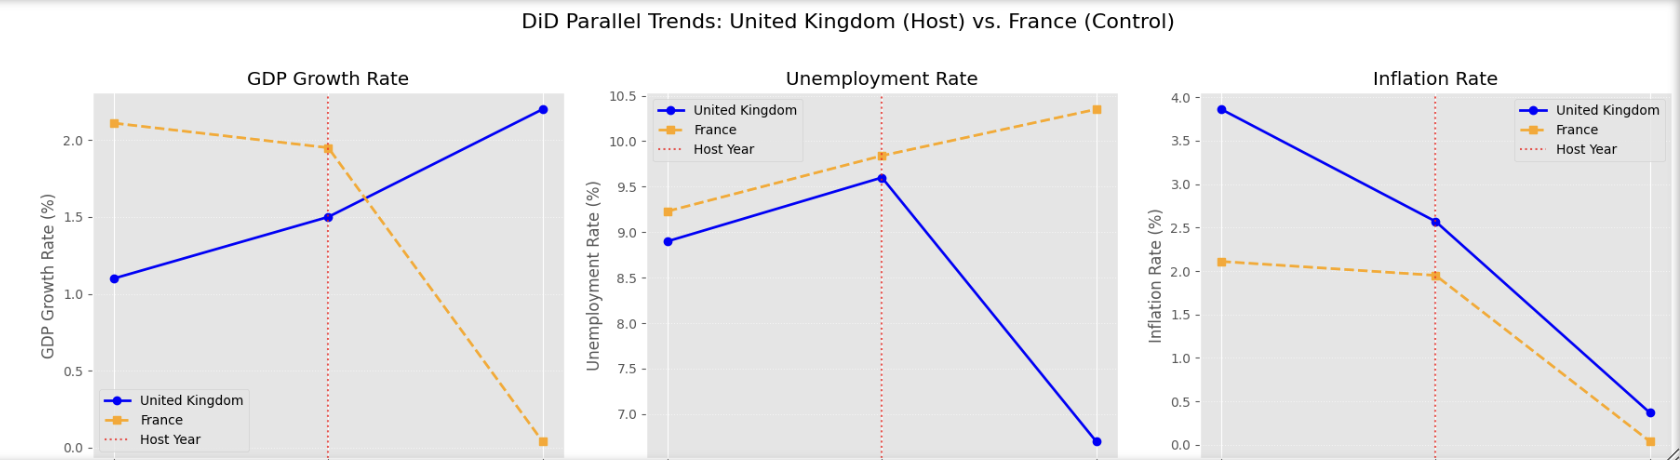 DiD Parallel Trends: United Kingdom (Host) vs. France (Control)
GDP Growth Rate
GDP Growth Rate (%)
2.0
1.5
1.0
0.5
0.0
United Kingdom
France
Host Year
Unemployment Rate
Unemployment Rate (%)
10.5
10.0
9.5
9.0
8.5
8.0
7.5
7.0
United Kingdom
France
Host Year
Inflation Rate
Inflation Rate (%)
4.0
3.5
3.0
2.5
2.0
1.5
1.0
0.5
0.0
United Kingdom
France
Host Year